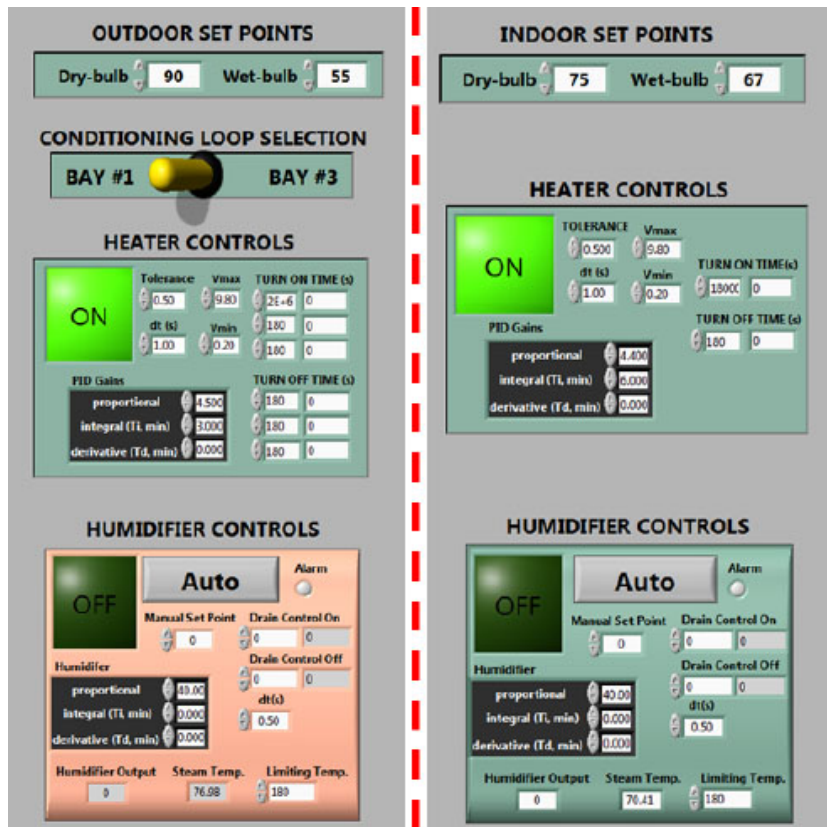 OUTDOOR SET POINTS
Dry-bulb 90 Wet-bulb 55
CONDITIONING LOOP SELECTION
BAY #1 BAY #3
HEATER CONTROLS
ON
Tolerance Vmax TURN ON TIME (s)
0.50 9.80 2E+6 0
dt (s) Vmin 180 0
1.00 0.20 180 0
PID Gains TURN OFF TIME (s)
proportional 4.500 180 0
integral (Ti, min) 3.000 180 0
derivative (Td, min) 0.000 180 0
HUMIDIFIER CONTROLS
OFF Auto Alarm
Manual Set Point Drain Control On
0 0 0
Drain Control Off
0 0
Humidifer
proportional 40.00
dt(s)
integral (Ti, min) 0.000 0.50
derivative (Td, min) 0.000
Humidifier Output Steam Temp. Limiting Temp.
0 76.98 180
INDOOR SET POINTS
Dry-bulb 75 Wet-bulb 67
HEATER CONTROLS
ON
TOLERANCE Vmax
0.500 9.80
TURN ON TIME(s)
dt (s) Vmin
1.00 0.20 18000 0
TURN OFF TIME (s)
180 0
PID Gains
proportional 4.400
integral (Ti, min) 6.000
derivative (Td, min) 0.000
HUMIDIFIER CONTROLS
OFF Auto Alarm
Manual Set Point Drain Control On
0 0 0
Drain Control Off
0 0
Humidifier
proportional 40.00
dt(s)
integral (Ti, min) 0.000 0.50
derivative (Td, min) 0.000
Humidifier Output Steam Temp. Limiting Temp.
0 70.41 180